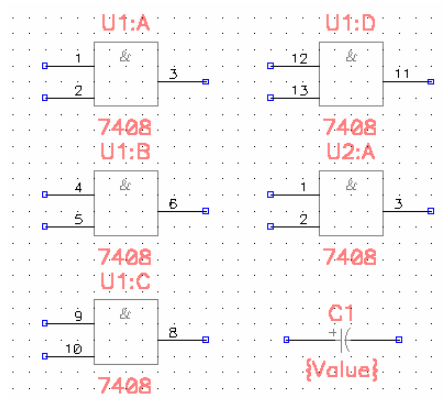 U1:A U1:D
1 & 3 12 & 11
2 13
7408 7408
U1:B U2:A
4 & 6 1 & 3
5 2
7408 7408
U1:C
9 & 8 C1
10 +
7408 {Value}